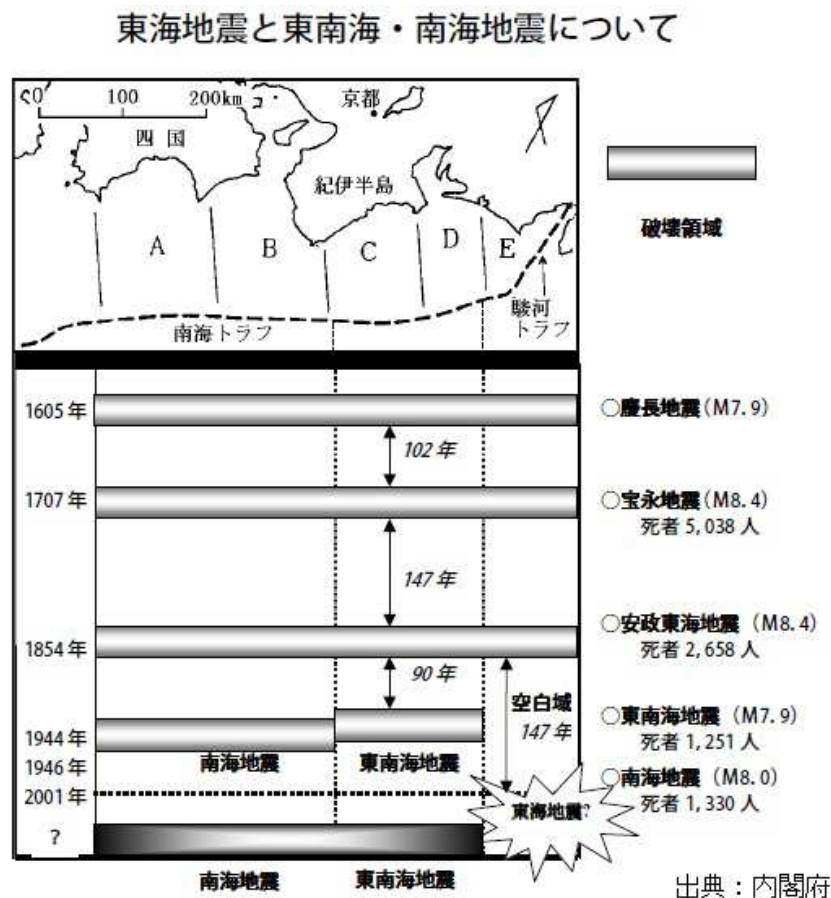 東海地震と東南海・南海地震について
0 100 200km
京都
四国
紀伊半島
破壊領域
A B C D E
南海トラフ
駿河
トラフ
1605年
○慶長地震(M7.9)
102年
1707年
○宝永地震(M8.4)
死者5,038人
147年
1854年
○安政東海地震(M8.4)
死者2,658人
90年
空白域
147年
1944年
○東南海地震(M7.9)
死者1,251人
南海地震 東南海地震
1946年
○南海地震(M8.0)
死者1,330人
2001年
東海地震?
?
南海地震 東南海地震
出典：内閣府